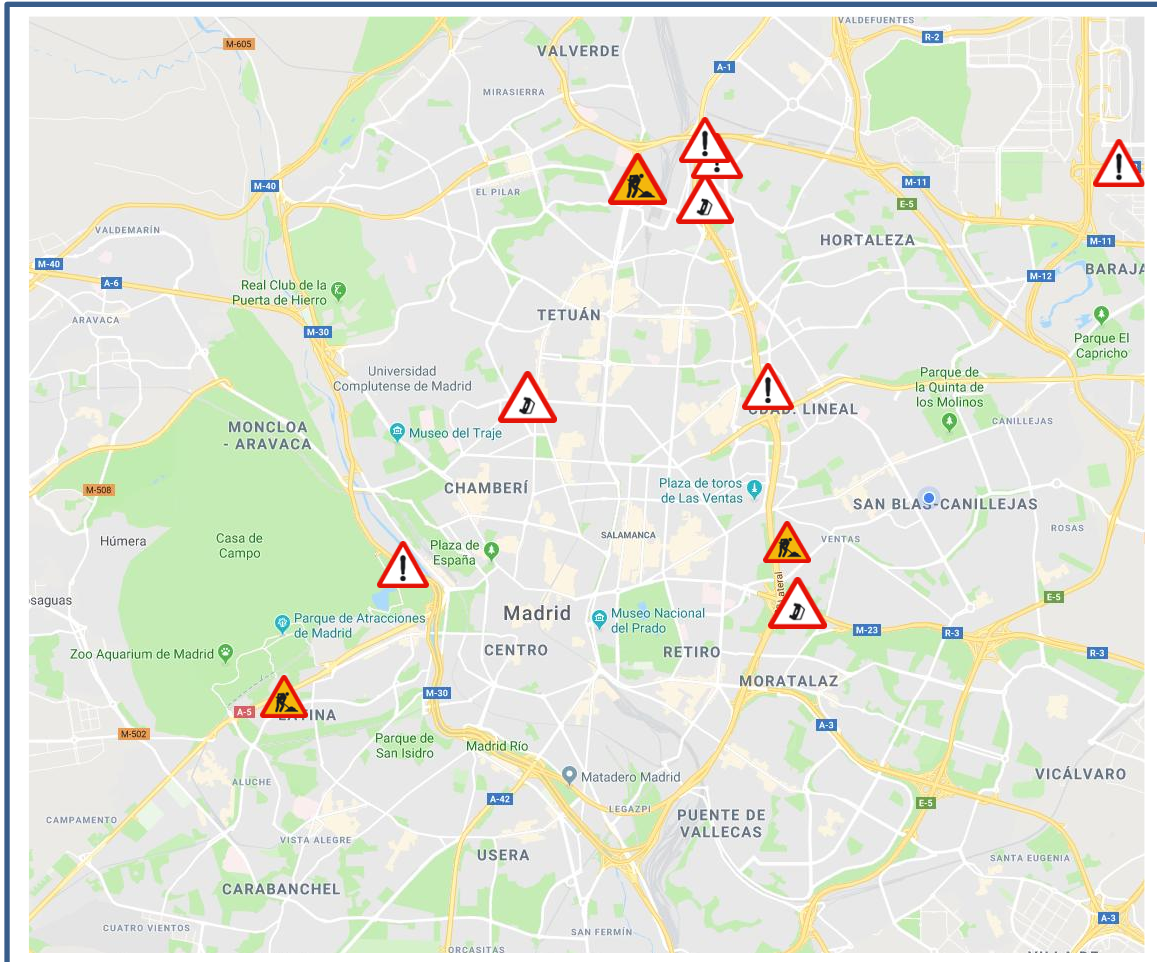 VALDEFUENTES
M-605
R-2
VALVERDE
A-1
MIRASIERRA
M-40
EL PILAR
M-11
E-5
VALDEMARÍN
HORTALEZA
M-11
M-40
A-6
M-12
BARAJA
Real Club de la
Puerta de Hierro
ARAVACA
TETUÁN
M-30
Parque El
Capricho
Universidad
Complutense de Madrid
Parque de
la Quinta de
los Molinos
CDAD. LINEAL
MONCLOA
- ARAVACA
Museo del Traje
CANILLEJAS
M-508
CHAMBERÍ
Plaza de toros
de Las Ventas
SAN BLAS-CANILLEJAS
ROSAS
Húmera
Casa de
Campo
Plaza de
España
SALAMANCA
VENTAS
osaguas
E-5
Parque de Atracciones
de Madrid
Madrid
Museo Nacional
del Prado
M-23
R-3
Zoo Aquarium de Madrid
CENTRO
RETIRO
R-3
M-30
MORATALAZ
A-5
LATINA
M-502
Parque de
San Isidro
Madrid Río
A-3
ALUCHE
Matadero Madrid
VICÁLVARO
A-42
LEGAZPI
E-5
CAMPAMENTO
PUENTE DE
VALLECAS
VISTA ALEGRE
USERA
SANTA EUGENIA
CARABANCHEL
A-3
CUATRO VIENTOS
SAN FERMÍN
ORCASITAS